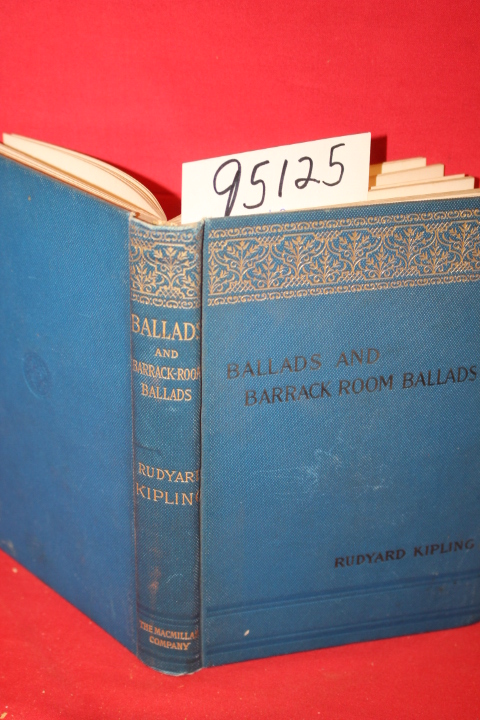 95125
BALLADS
AND
BARRACK-ROOM
BALLADS
RUDYARD
KIPLING
THE MACMILLAN
COMPANY
BALLADS AND
BARRACK ROOM BALLADS
RUDYARD KIPLING